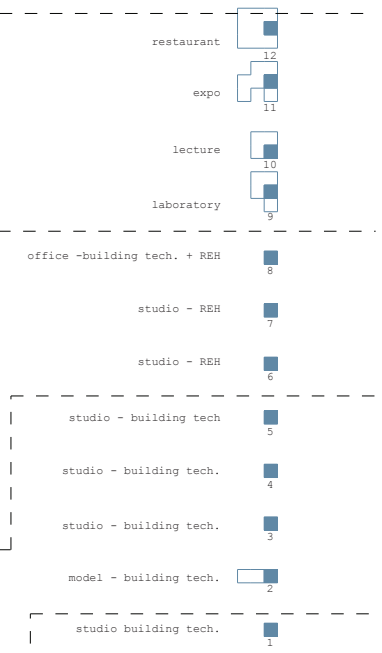 restaurant
12
expo
11
lecture
10
laboratory
9
office -building tech. + REH
8
studio - REH
7
studio - REH
6
studio - building tech
5
studio - building tech.
4
studio - building tech.
3
model - building tech.
2
studio building tech.
1